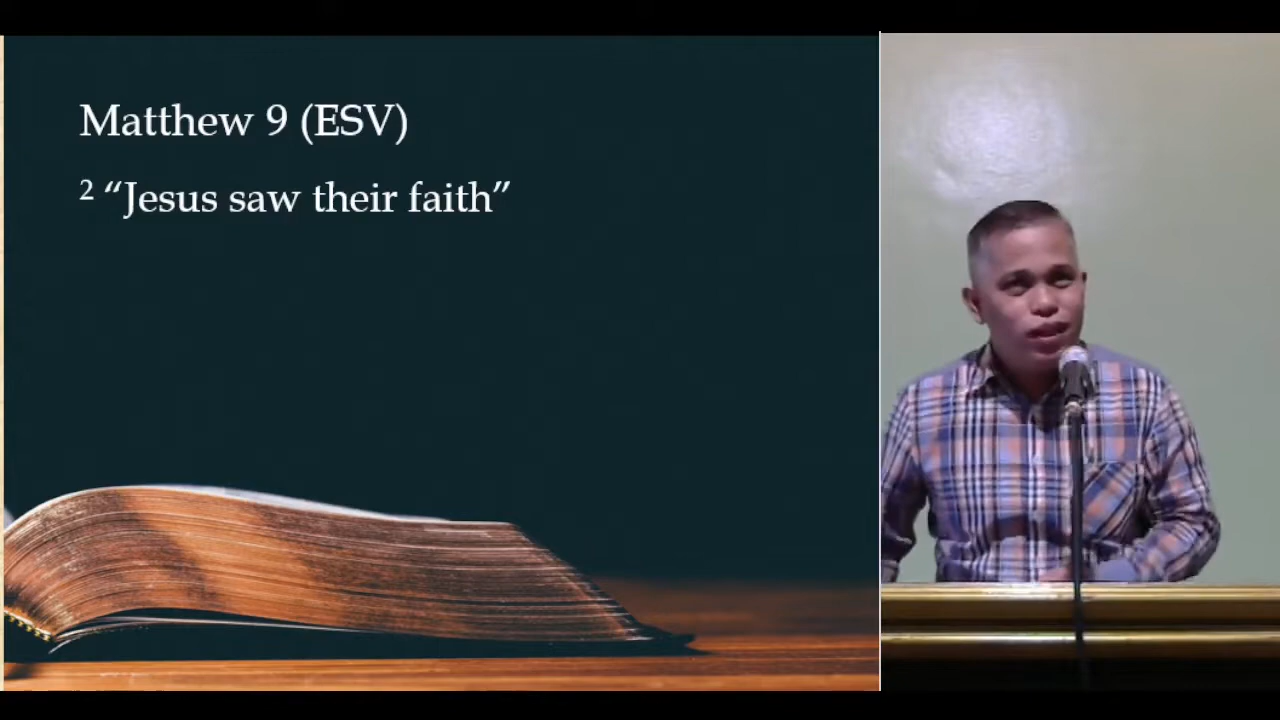 Matthew 9 (ESV)
² “Jesus saw their faith”